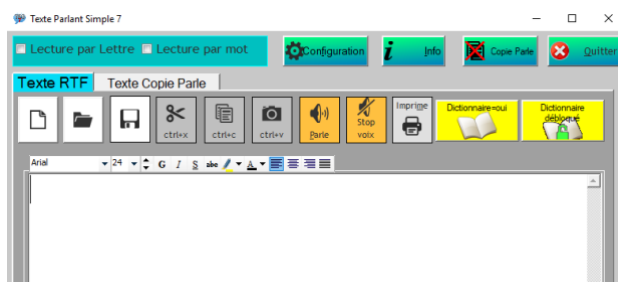 Texte Parlant Simple 7
Lecture par Lettre Lecture par mot Configuration Info Copie Parle Quitter
Texte RTF Texte Copie Parle
ctrl+x ctrl+c ctrl+v Parle Stop voix Imprime Dictionnaire=oui Dictionnaire débloqué
Arial 24 G I S abc A